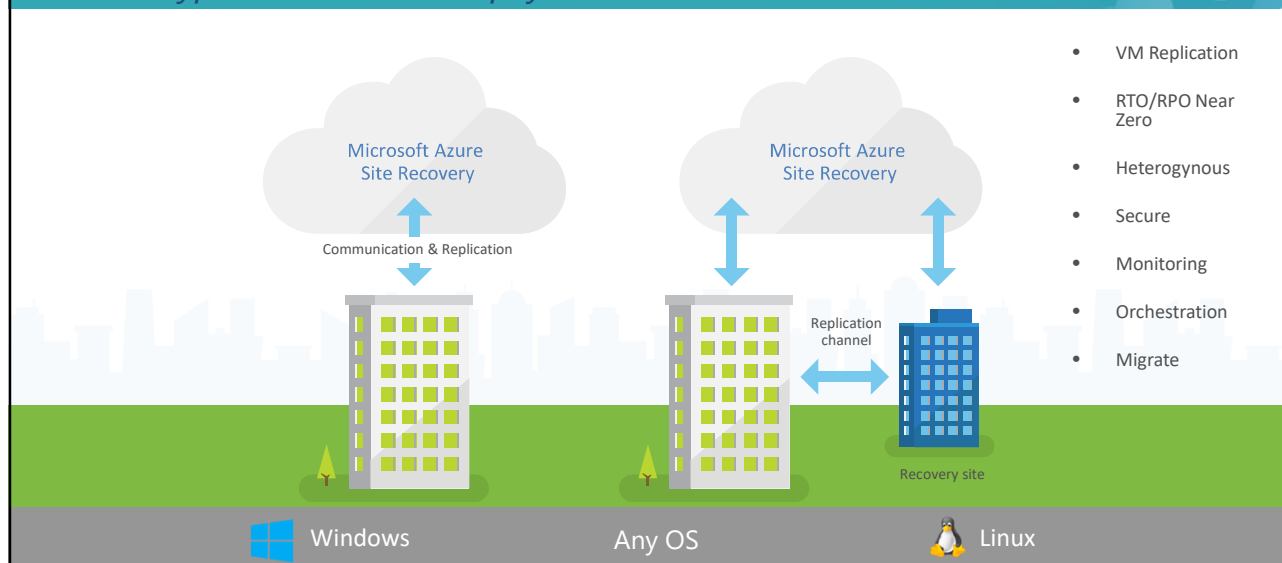 Microsoft Azure
Site Recovery
Communication & Replication
Microsoft Azure
Site Recovery
Replication
channel
Recovery site
• VM Replication
• RTO/RPO Near
Zero
• Heterogynous
• Secure
• Monitoring
• Orchestration
• Migrate
Windows
Any OS
Linux